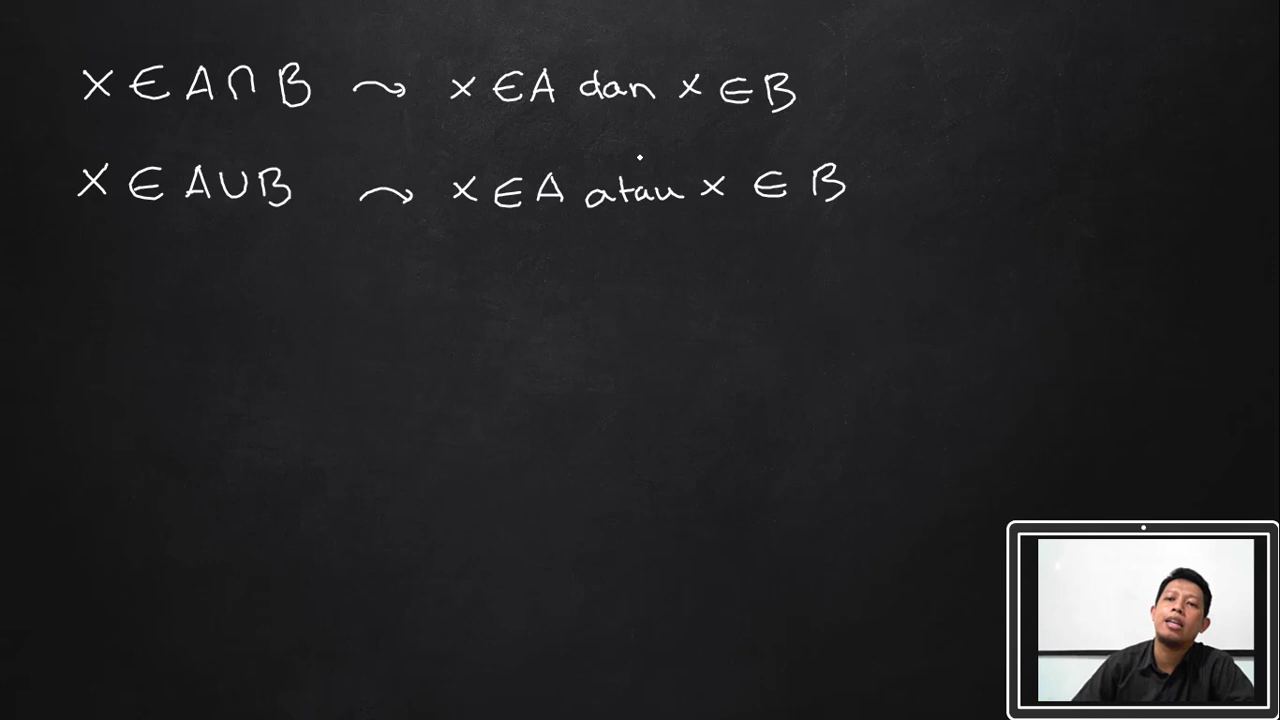 x ∈ A ∩ B ⤳ x ∈ A dan x ∈ B
x ∈ A ∪ B ⤳ x ∈ A atau x ∈ B